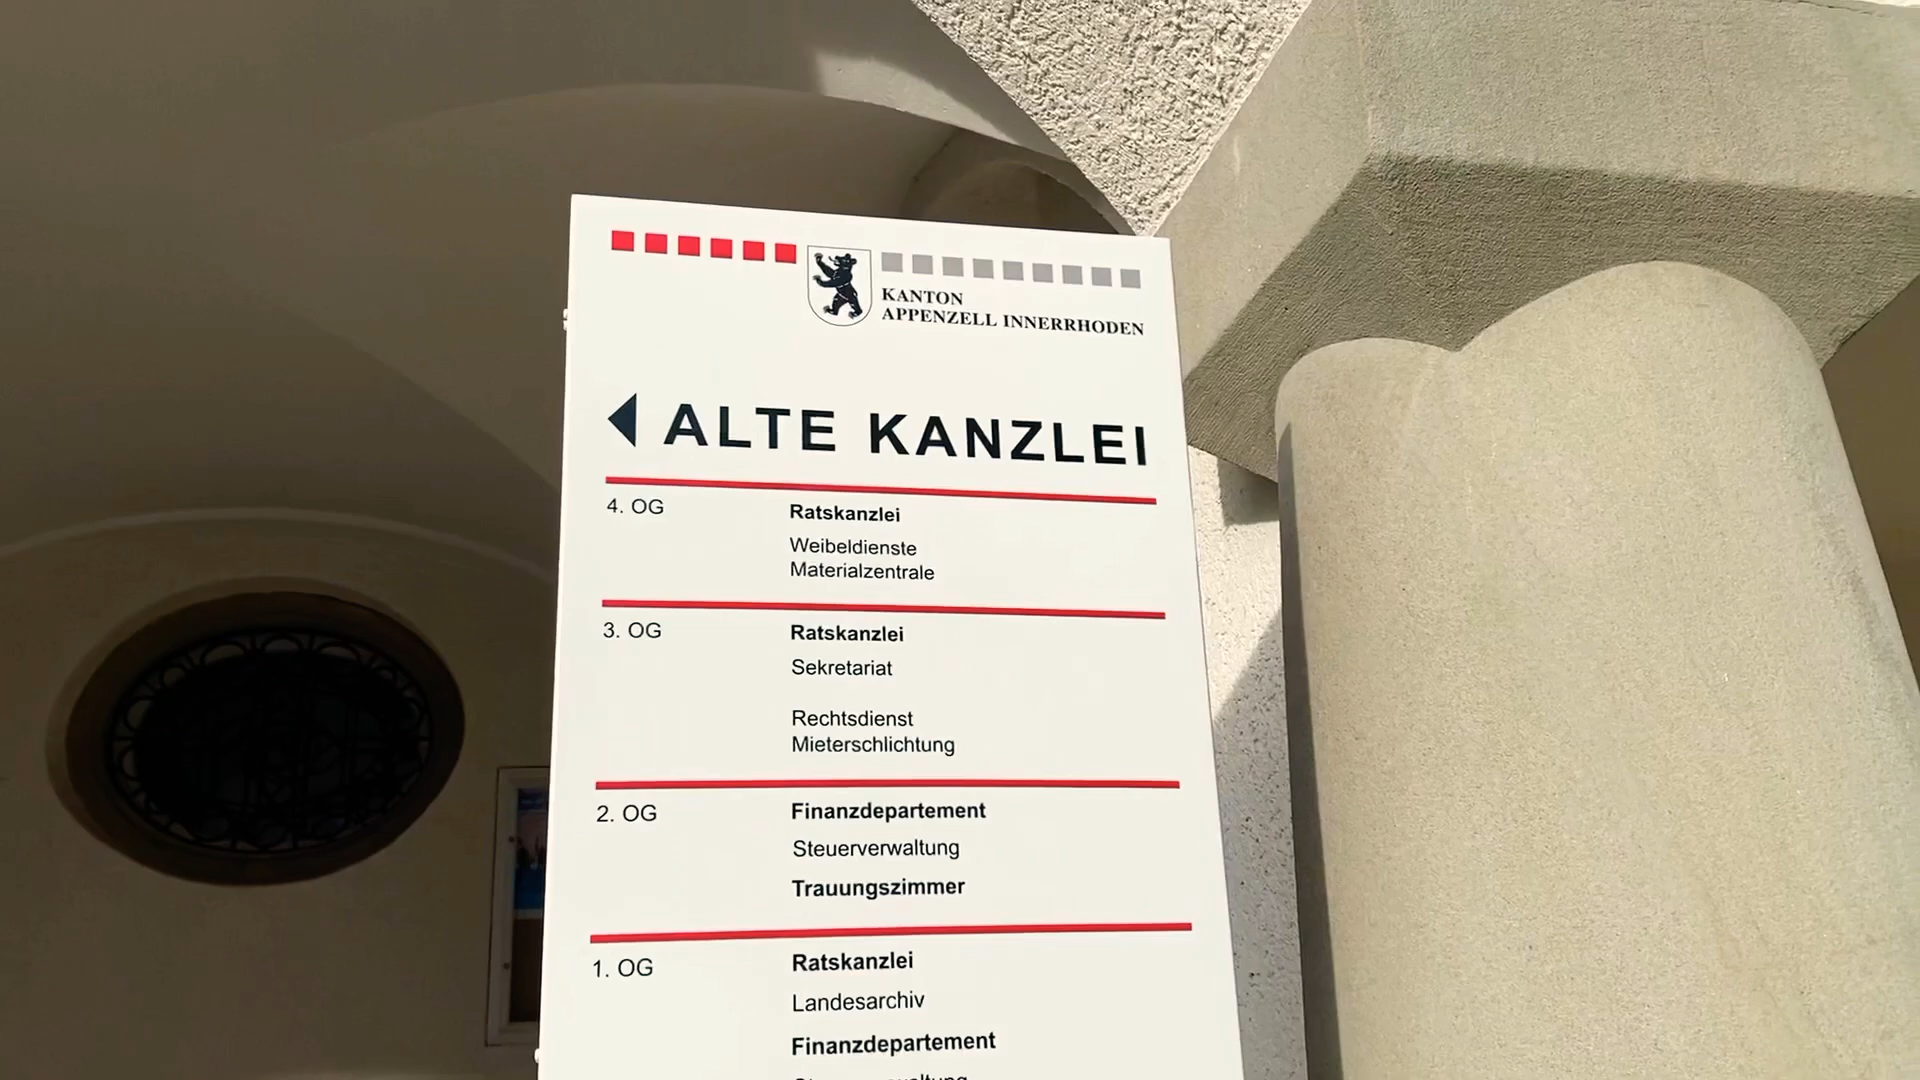 KANTON
APPENZELL INNERRHODEN
ALTE KANZLEI
4. OG Ratskanzlei
Weibeldienste
Materialzentrale
3. OG Ratskanzlei
Sekretariat
Rechtsdienst
Mieterschlichtung
2. OG Finanzdepartement
Steuerverwaltung
Trauungszimmer
1. OG Ratskanzlei
Landesarchiv
Finanzdepartement